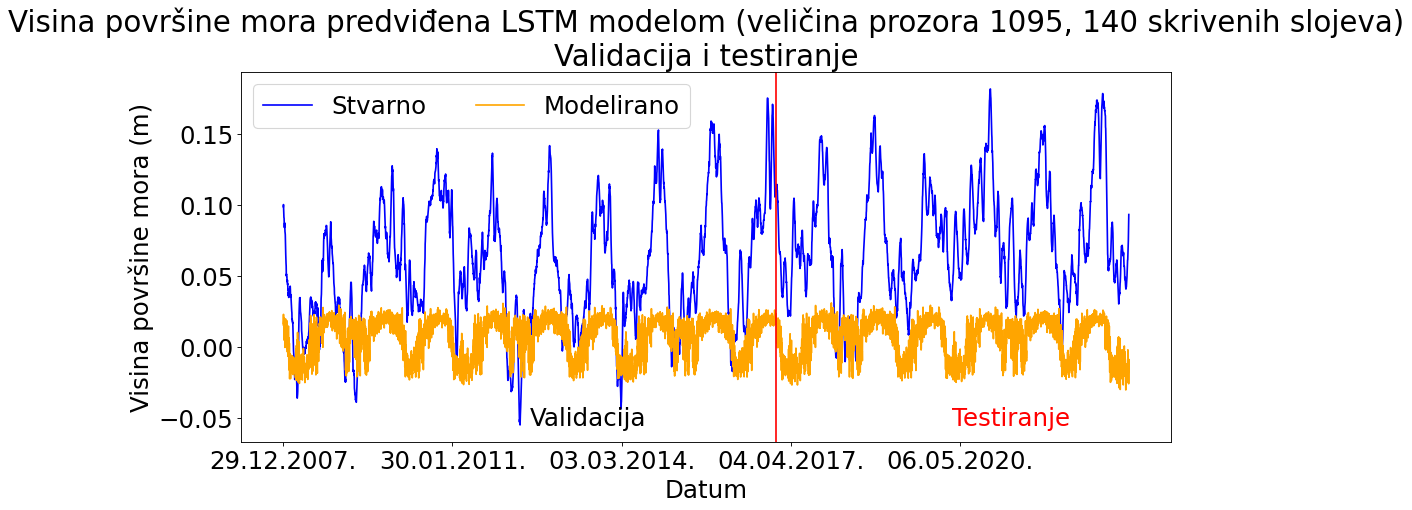 Visina površine mora predviđena LSTM modelom (veličina prozora 1095, 140 skrivenih slojeva)
Validacija i testiranje
Stvarno
Modelirano
Visina površine mora (m)
0.15
0.10
0.05
0.00
−0.05
Validacija
Testiranje
29.12.2007.
30.01.2011.
03.03.2014.
04.04.2017.
06.05.2020.
Datum